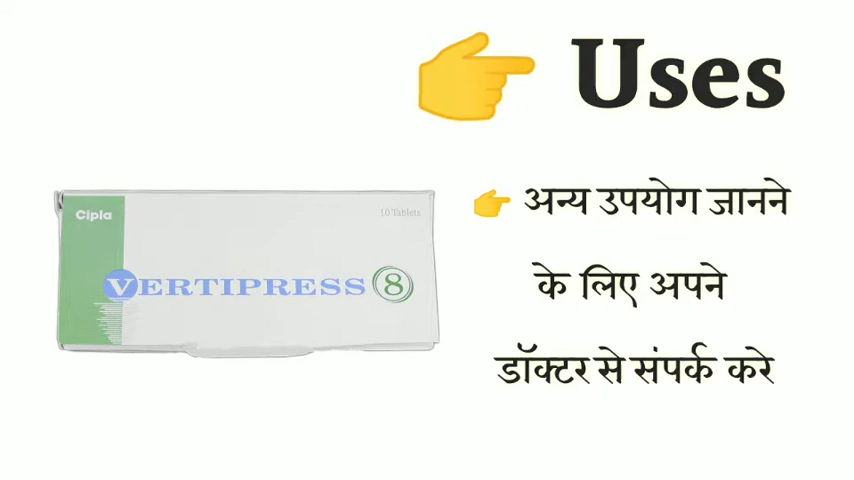 Uses
Cipla
10 Tablets
VERTIPRESS 8
अन्य उपयोग जानने
के लिए अपने
डॉक्टर से संपर्क करे